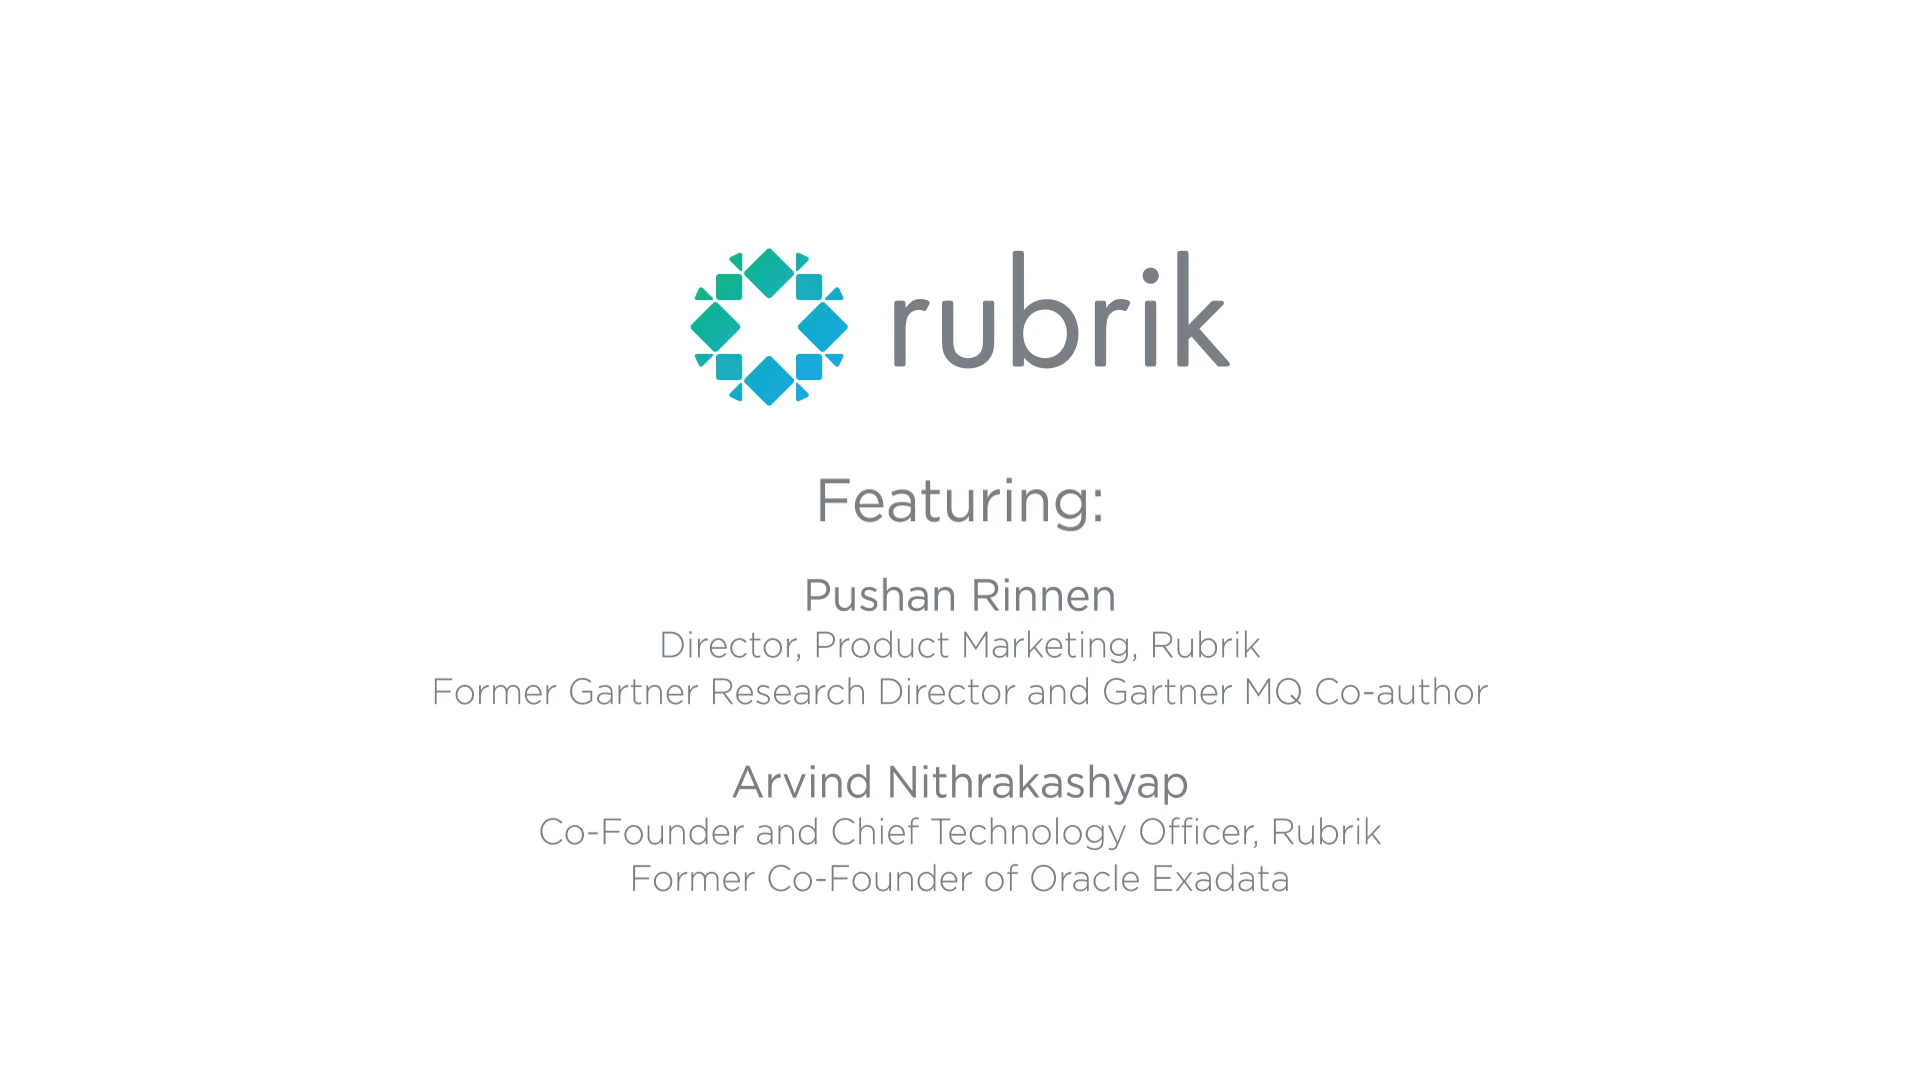 rubrik
Featuring:
Pushan Rinnen
Director, Product Marketing, Rubrik
Former Gartner Research Director and Gartner MQ Co-author
Arvind Nithrakashyap
Co-Founder and Chief Technology Officer, Rubrik
Former Co-Founder of Oracle Exadata